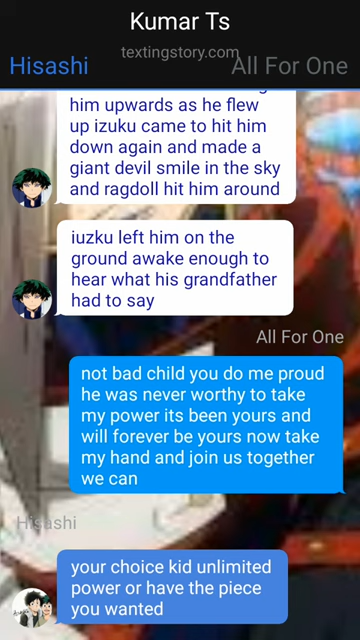 Kumar Ts
textingstory.com
Hisashi
All For One
him upwards as he flew
up izuku came to hit him
down again and made a
giant devil smile in the sky
and ragdoll hit him around
iuzku left him on the
ground awake enough to
hear what his grandfather
had to say
All For One
not bad child you do me proud
he was never worthy to take
my power its been yours and
will forever be yours now take
my hand and join us together
we can
Hisashi
your choice kid unlimited
power or have the piece
you wanted